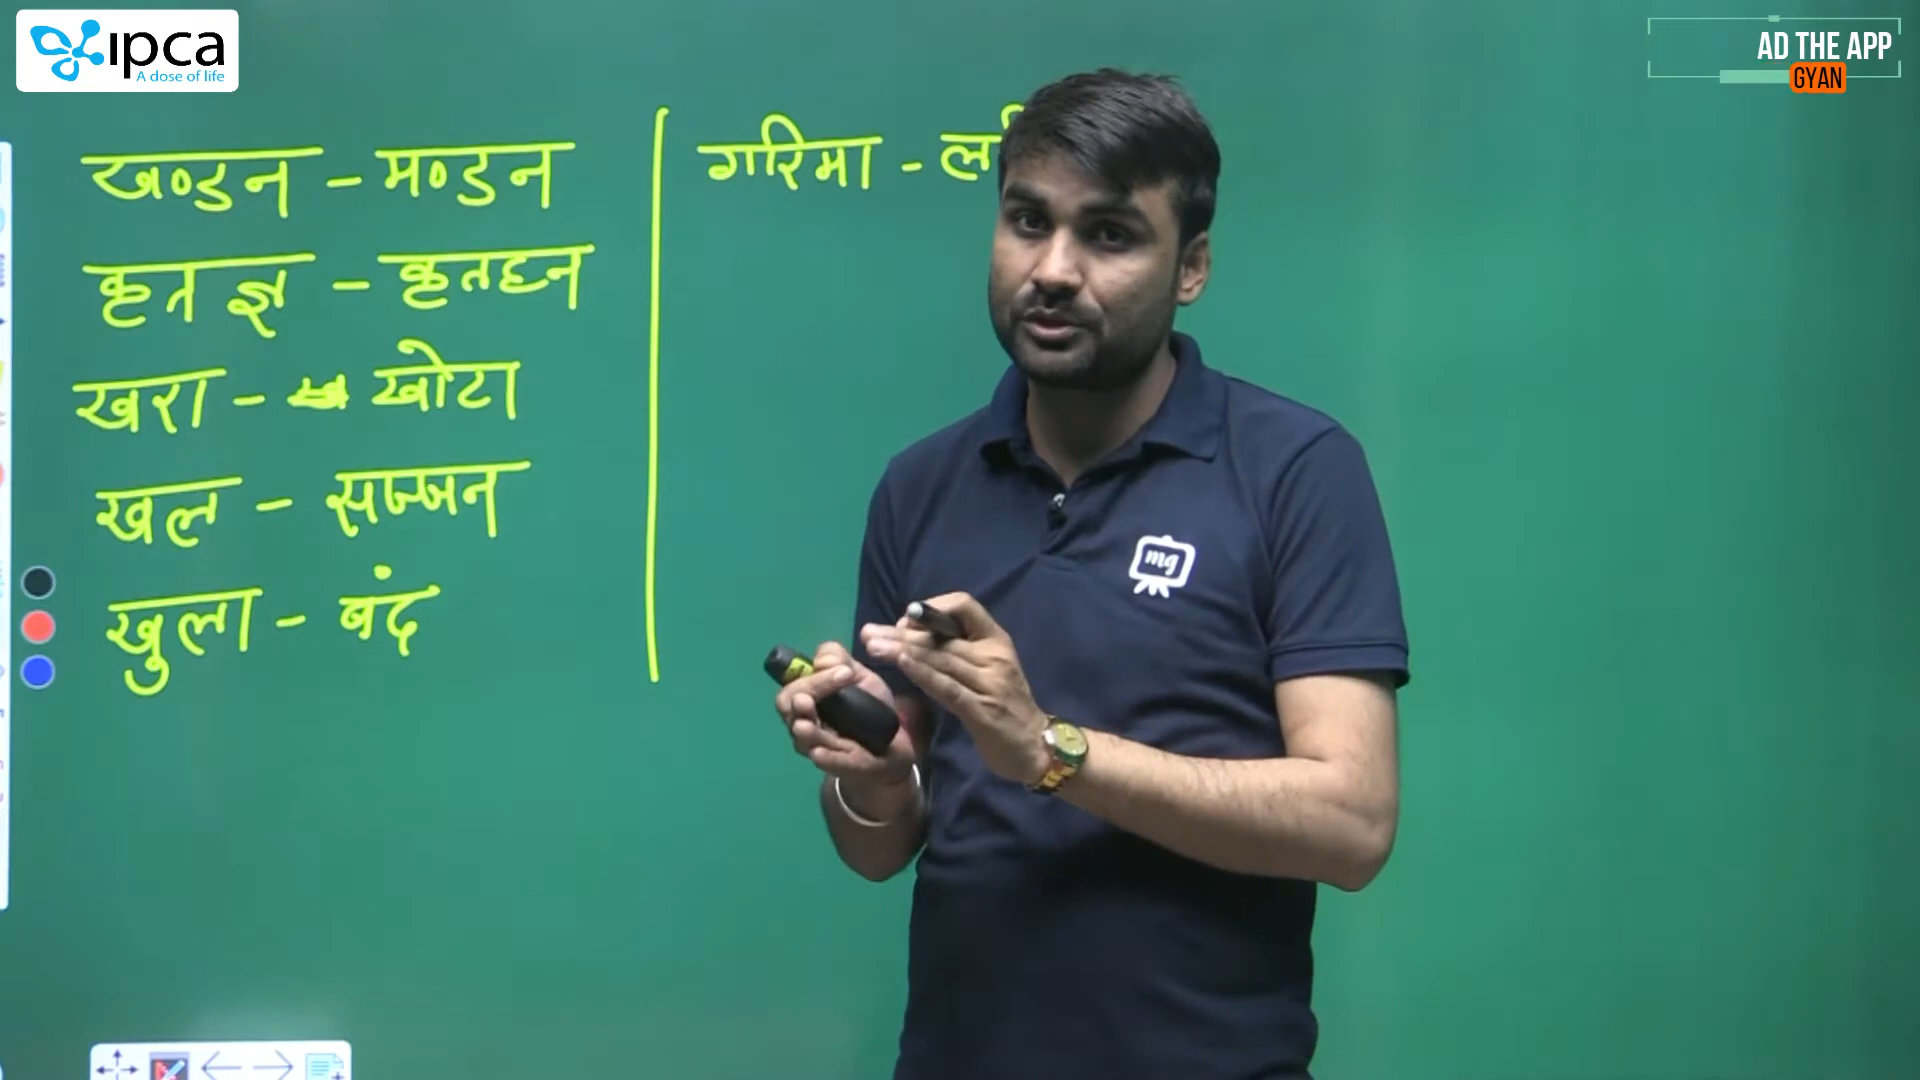 ipca
A dose of life
AD THE APP
GYAN
खण्डन - मण्डन
कृतज्ञ - कृतघ्न
खरा - खोटा
खल - सज्जन
खुला - बंद
गरिमा -
mg